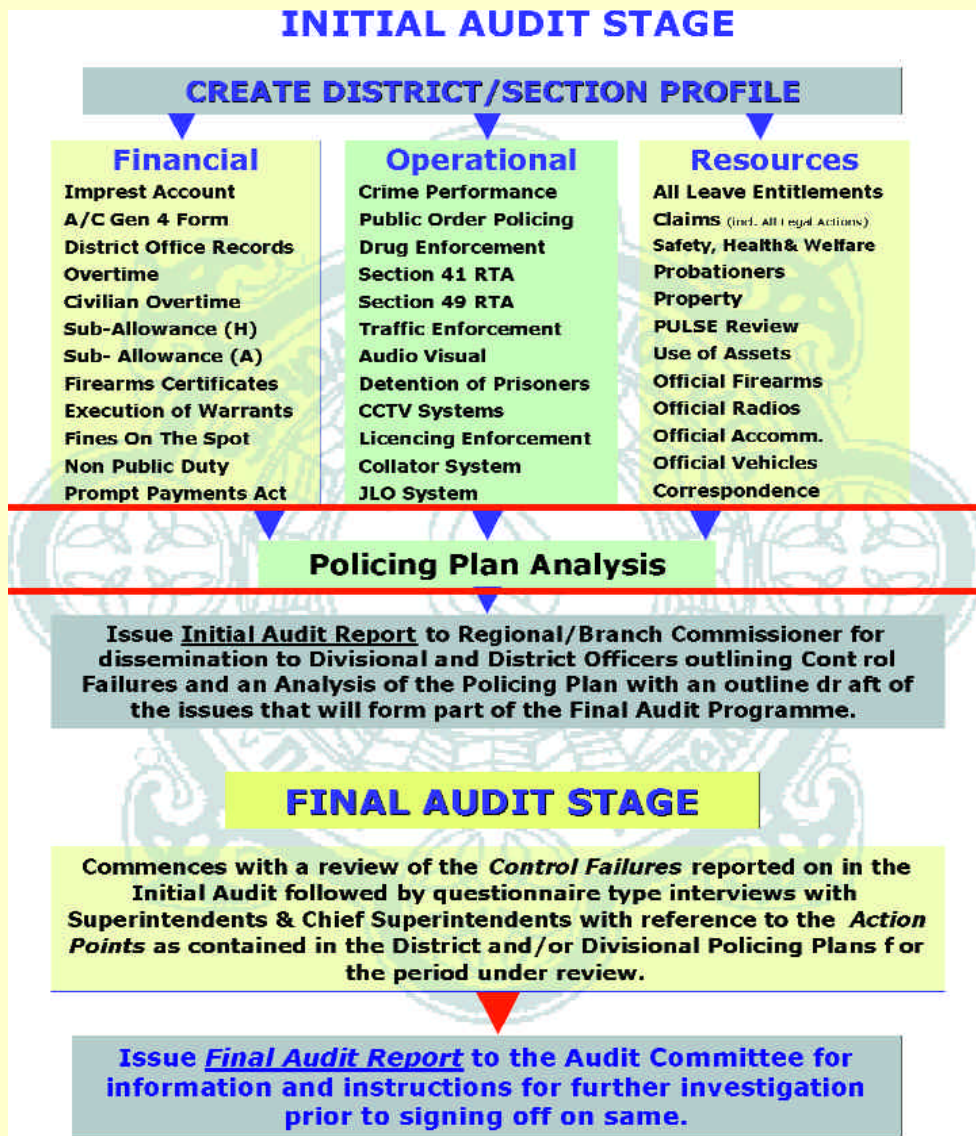 INITIAL AUDIT STAGE
CREATE DISTRICT/SECTION PROFILE
Financial
Imprest Account
A/C Gen 4 Form
District Office Records
Overtime
Civilian Overtime
Sub-Allowance (H)
Sub- Allowance (A)
Firearms Certificates
Execution of Warrants
Fines On The Spot
Non Public Duty
Prompt Payments Act
Operational
Crime Performance
Public Order Policing
Drug Enforcement
Section 41 RTA
Section 49 RTA
Traffic Enforcement
Audio Visual
Detention of Prisoners
CCTV Systems
Licencing Enforcement
Collator System
JLO System
Resources
All Leave Entitlements
Claims (incl. All Legal Actions)
Safety, Health& Welfare
Probationers
Property
PULSE Review
Use of Assets
Official Firearms
Official Radios
Official Accomm.
Official Vehicles
Correspondence
Policing Plan Analysis
Issue Initial Audit Report to Regional/Branch Commissioner for
dissemination to Divisional and District Officers outlining Cont rol
Failures and an Analysis of the Policing Plan with an outline dr aft of
the issues that will form part of the Final Audit Programme.
FINAL AUDIT STAGE
Commences with a review of the Control Failures reported on in the
Initial Audit followed by questionnaire type interviews with
Superintendents & Chief Superintendents with reference to the Action
Points as contained in the District and/or Divisional Policing Plans f or
the period under review.
Issue Final Audit Report to the Audit Committee for
information and instructions for further investigation
prior to signing off on same.